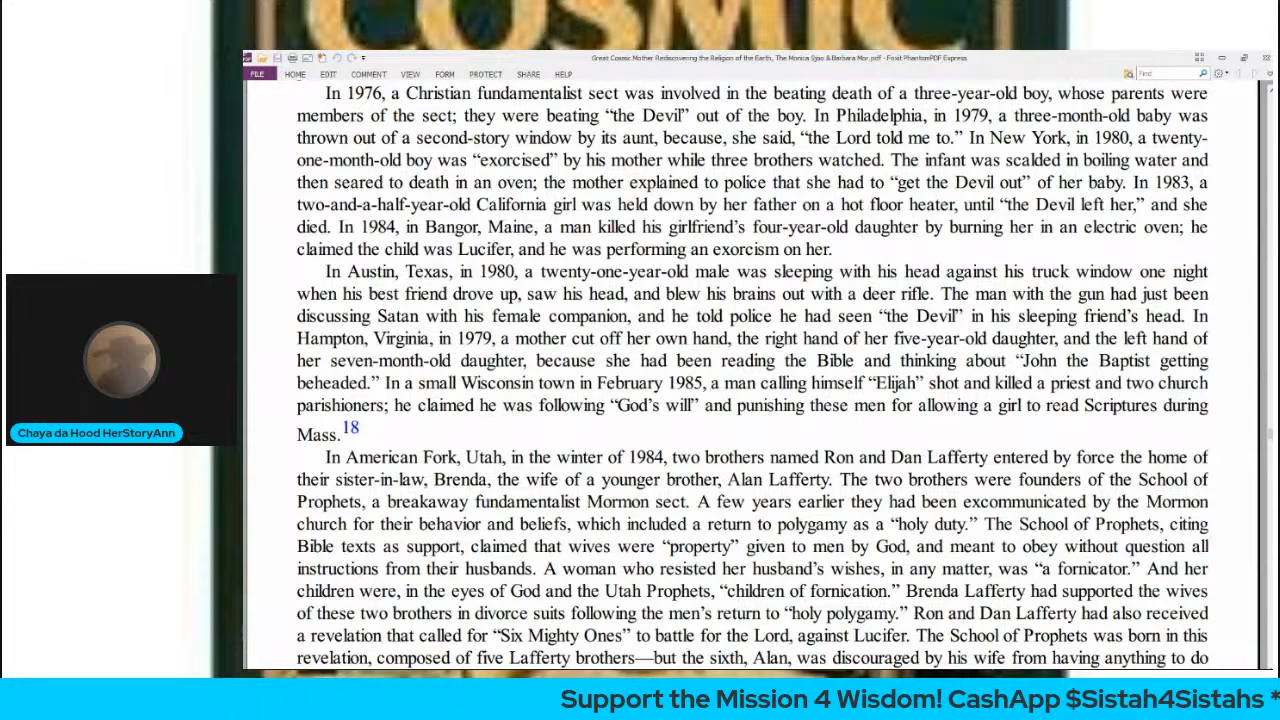 COSMIC
Great Cosmic Mother Rediscovering the Religion of the Earth, The Monica Sjoo & Barbara Mor.pdf - Foxit PhantomPDF Express
FILE HOME EDIT COMMENT VIEW FORM PROTECT SHARE HELP Find
In 1976, a Christian fundamentalist sect was involved in the beating death of a three-year-old boy, whose parents were
members of the sect; they were beating “the Devil” out of the boy. In Philadelphia, in 1979, a three-month-old baby was
thrown out of a second-story window by its aunt, because, she said, “the Lord told me to.” In New York, in 1980, a twenty-
one-month-old boy was “exorcised” by his mother while three brothers watched. The infant was scalded in boiling water and
then seared to death in an oven; the mother explained to police that she had to “get the Devil out” of her baby. In 1983, a
two-and-a-half-year-old California girl was held down by her father on a hot floor heater, until “the Devil left her,” and she
died. In 1984, in Bangor, Maine, a man killed his girlfriend’s four-year-old daughter by burning her in an electric oven; he
claimed the child was Lucifer, and he was performing an exorcism on her.
In Austin, Texas, in 1980, a twenty-one-year-old male was sleeping with his head against his truck window one night
when his best friend drove up, saw his head, and blew his brains out with a deer rifle. The man with the gun had just been
discussing Satan with his female companion, and he told police he had seen “the Devil” in his sleeping friend’s head. In
Hampton, Virginia, in 1979, a mother cut off her own hand, the right hand of her five-year-old daughter, and the left hand of
her seven-month-old daughter, because she had been reading the Bible and thinking about “John the Baptist getting
beheaded.” In a small Wisconsin town in February 1985, a man calling himself “Elijah” shot and killed a priest and two church
parishioners; he claimed he was following “God’s will” and punishing these men for allowing a girl to read Scriptures during
Mass.18
In American Fork, Utah, in the winter of 1984, two brothers named Ron and Dan Lafferty entered by force the home of
their sister-in-law, Brenda, the wife of a younger brother, Alan Lafferty. The two brothers were founders of the School of
Prophets, a breakaway fundamentalist Mormon sect. A few years earlier they had been excommunicated by the Mormon
church for their behavior and beliefs, which included a return to polygamy as a “holy duty.” The School of Prophets, citing
Bible texts as support, claimed that wives were “property” given to men by God, and meant to obey without question all
instructions from their husbands. A woman who resisted her husband’s wishes, in any matter, was “a fornicator.” And her
children were, in the eyes of God and the Utah Prophets, “children of fornication.” Brenda Lafferty had supported the wives
of these two brothers in divorce suits following the men’s return to “holy polygamy.” Ron and Dan Lafferty had also received
a revelation that called for “Six Mighty Ones” to battle for the Lord, against Lucifer. The School of Prophets was born in this
revelation, composed of five Lafferty brothers—but the sixth, Alan, was discouraged by his wife from having anything to do
Chaya da Hood HerStoryAnn
Support the Mission 4 Wisdom! CashApp $Sistah4Sistahs *